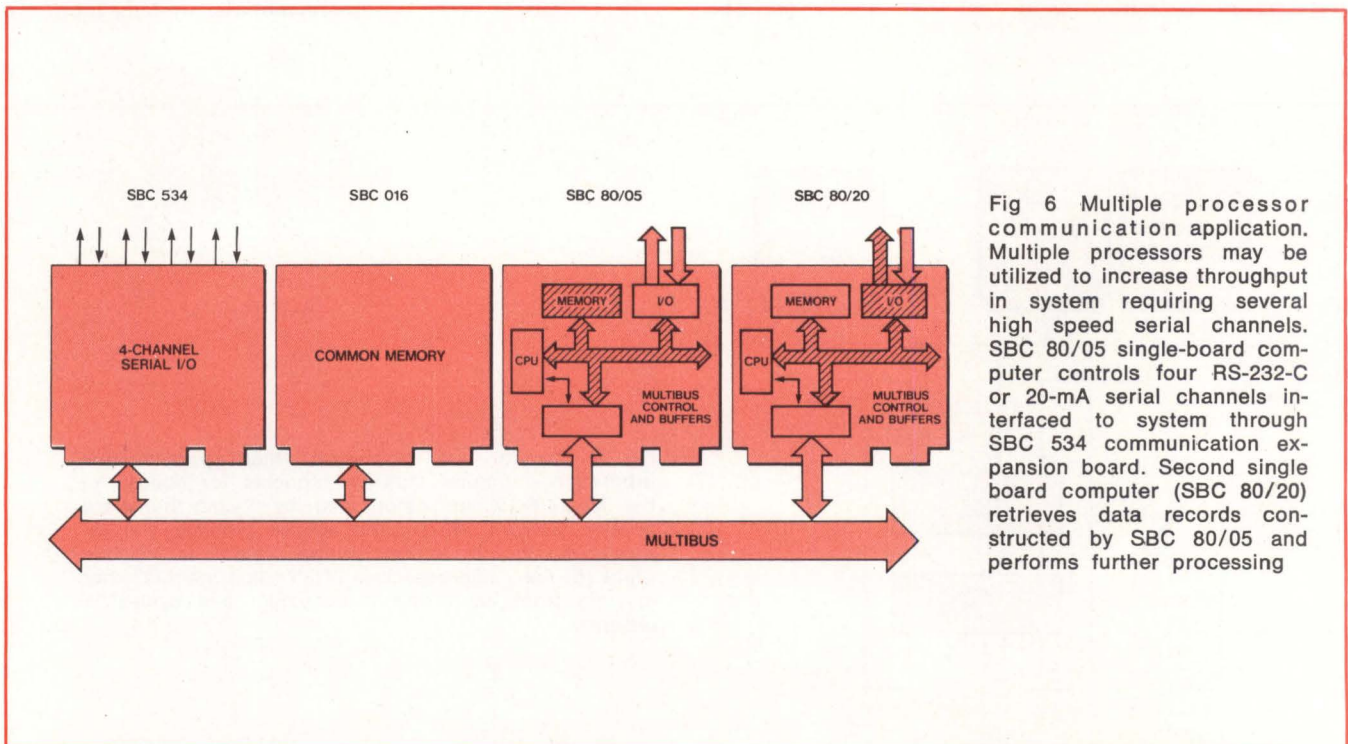 SBC 534
SBC 016
SBC 80/05
SBC 80/20
4-CHANNEL
SERIAL I/O
COMMON MEMORY
MEMORY
I/O
CPU
MULTIBUS
CONTROL
AND BUFFERS
MEMORY
I/O
CPU
MULTIBUS
CONTROL
AND BUFFERS
MULTIBUS
Fig 6 Multiple processor
communication application.
Multiple processors may be
utilized to increase throughput
in system requiring several
high speed serial channels.
SBC 80/05 single-board com-
puter controls four RS-232-C
or 20-mA serial channels in-
terfaced to system through
SBC 534 communication ex-
pansion board. Second single
board computer (SBC 80/20)
retrieves data records con-
structed by SBC 80/05 and
performs further processing